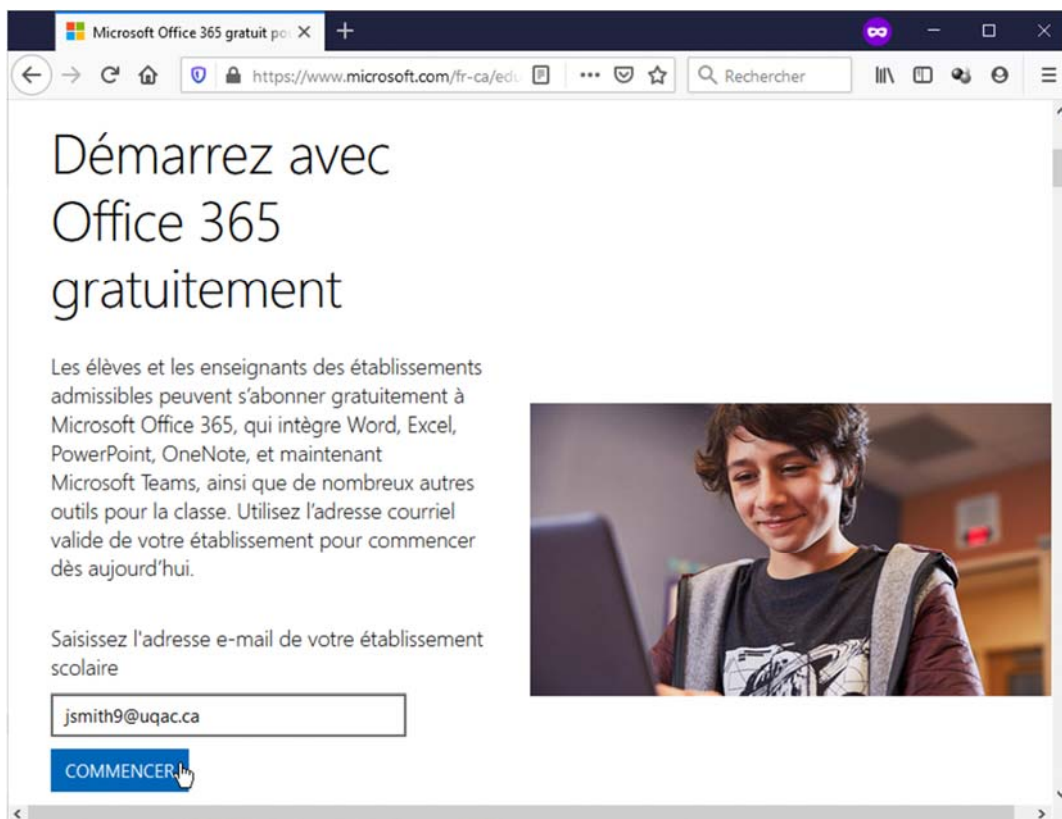 Microsoft Office 365 gratuit po
https://www.microsoft.com/fr-ca/edu
Rechercher
Démarrez avec
Office 365
gratuitement
Les élèves et les enseignants des établissements
admissibles peuvent s'abonner gratuitement à
Microsoft Office 365, qui intègre Word, Excel,
PowerPoint, OneNote, et maintenant
Microsoft Teams, ainsi que de nombreux autres
outils pour la classe. Utilisez l'adresse courriel
valide de votre établissement pour commencer
dès aujourd'hui.
Saisissez l'adresse e-mail de votre établissement
scolaire
jsmith9@uqac.ca
COMMENCER